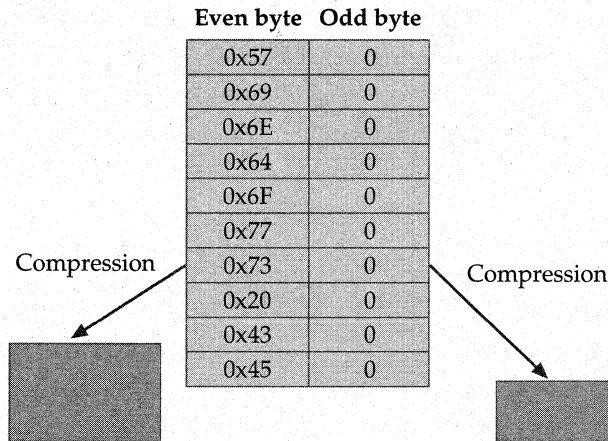 Even byte Odd byte
0x57 0
0x69 0
0x6E 0
0x64 0
0x6F 0
0x77 0
0x73 0
0x20 0
0x43 0
0x45 0
Compression
Compression